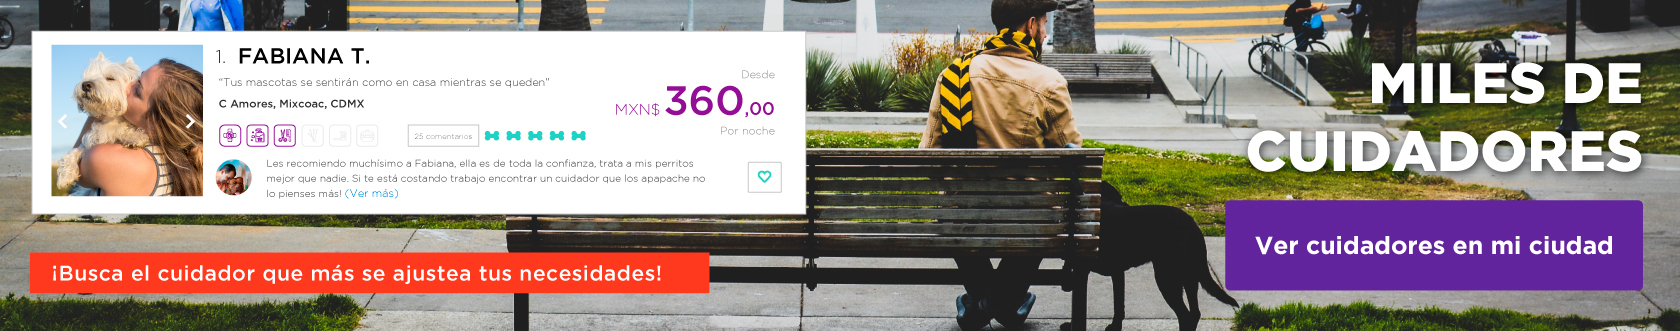 1. FABIANA T.
"Tus mascotas se sentirán como en casa mientras se queden"
C Amores, Mixcoac, CDMX
25 comentarios
Les recomiendo muchísimo a Fabiana, ella es de toda la confianza, trata a mis perritos
mejor que nadie. Si te está costando trabajo encontrar un cuidador que los apapache no
lo pienses más! (Ver más)
Desde
MXN$ 360,00
Por noche
¡Busca el cuidador que más se ajustea tus necesidades!
MILES DE
CUIDADORES
Ver cuidadores en mi ciudad